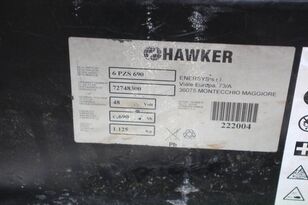 HAWKER
6 PZS 690
ENERSYS s.r.l.
Viale Europa, 73/A
36075 MONTECCHIO MAGGIORE
72748300
48 Volt
c5 690 Ah
1.125 kg
222004
Pb